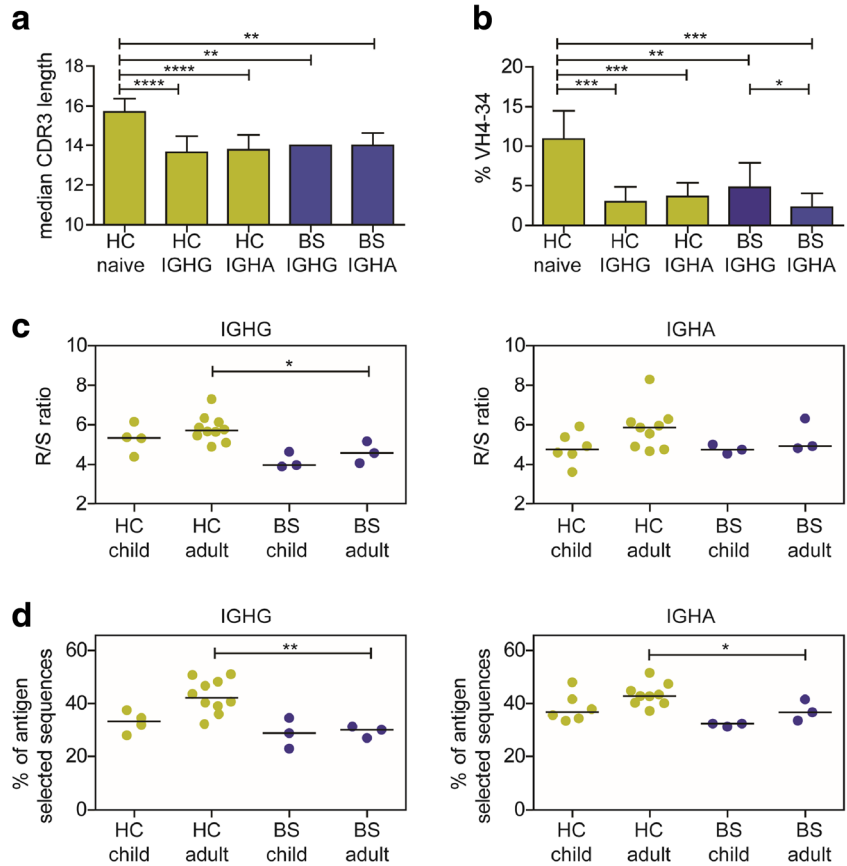 a
**
**
****
****
median CDR3 length
18
16
14
12
10
HC HC HC BS BS
naive IGHG IGHA IGHG IGHA
b
***
**
***
***
*
% VH4-34
20
15
10
5
0
HC HC HC BS BS
naive IGHG IGHA IGHG IGHA
c
IGHG
*
R/S ratio
10
8
6
4
2
HC HC BS BS
child adult child adult
IGHA
R/S ratio
10
8
6
4
2
HC HC BS BS
child adult child adult
d
IGHG
**
% of antigen
selected sequences
60
40
20
0
HC HC BS BS
child adult child adult
IGHA
*
% of antigen
selected sequences
60
40
20
0
HC HC BS BS
child adult child adult